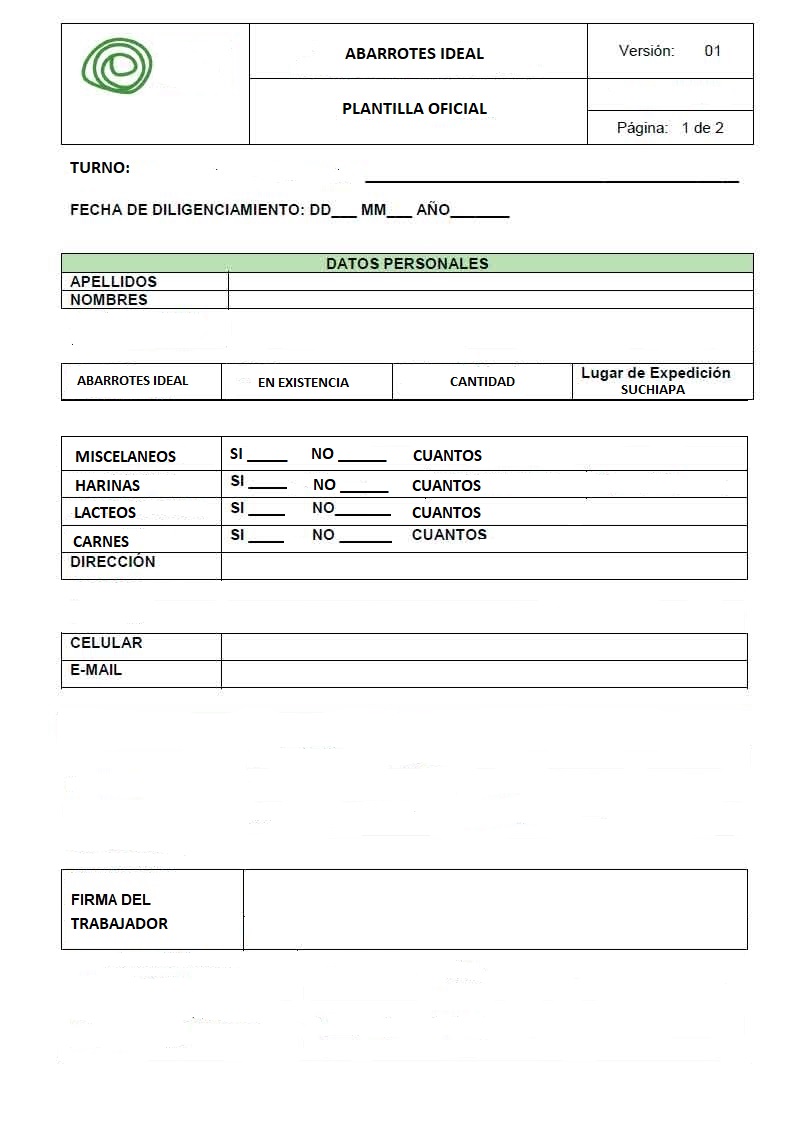 ABARROTES IDEAL
Versión: 01
PLANTILLA OFICIAL
Página: 1 de 2
TURNO: ____________________
FECHA DE DILIGENCIAMIENTO: DD___ MM___ AÑO_______
DATOS PERSONALES
APELLIDOS
NOMBRES
ABARROTES IDEAL EN EXISTENCIA CANTIDAD Lugar de Expedición
SUCHIAPA
MISCELANEOS SI _____ NO ______ CUANTOS
HARINAS SI _____ NO ______ CUANTOS
LACTEOS SI _____ NO_______ CUANTOS
CARNES SI _____ NO ______ CUANTOS
DIRECCIÓN
CELULAR
E-MAIL
FIRMA DEL
TRABAJADOR